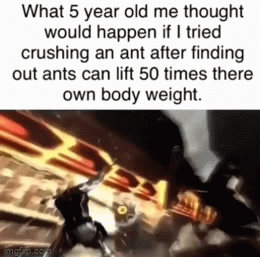 What 5 year old me thought
would happen if I tried
crushing an ant after finding
out ants can lift 50 times there
own body weight.
imgflip.com